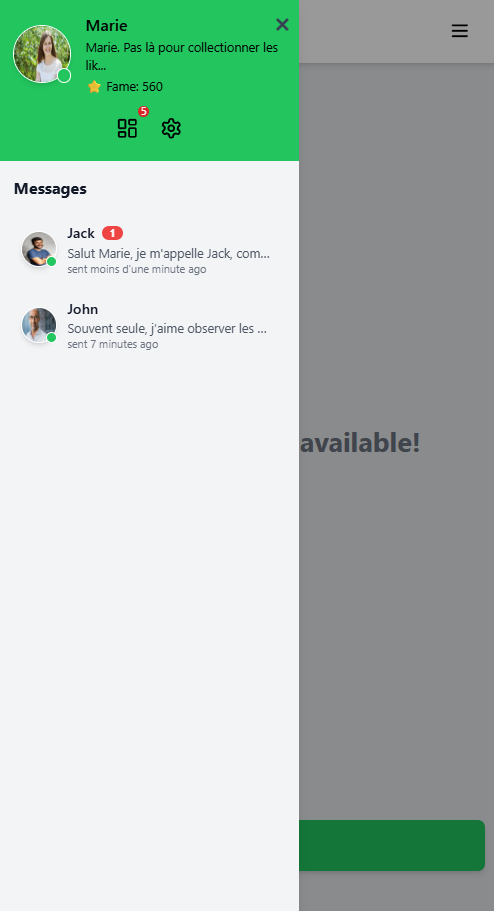 Marie
Marie. Pas là pour collectionner les
lik...
Fame: 560
5
Messages
Jack 1
Salut Marie, je m'appelle Jack, com...
sent moins d'une minute ago
John
Souvent seule, j'aime observer les ...
sent 7 minutes ago
available!